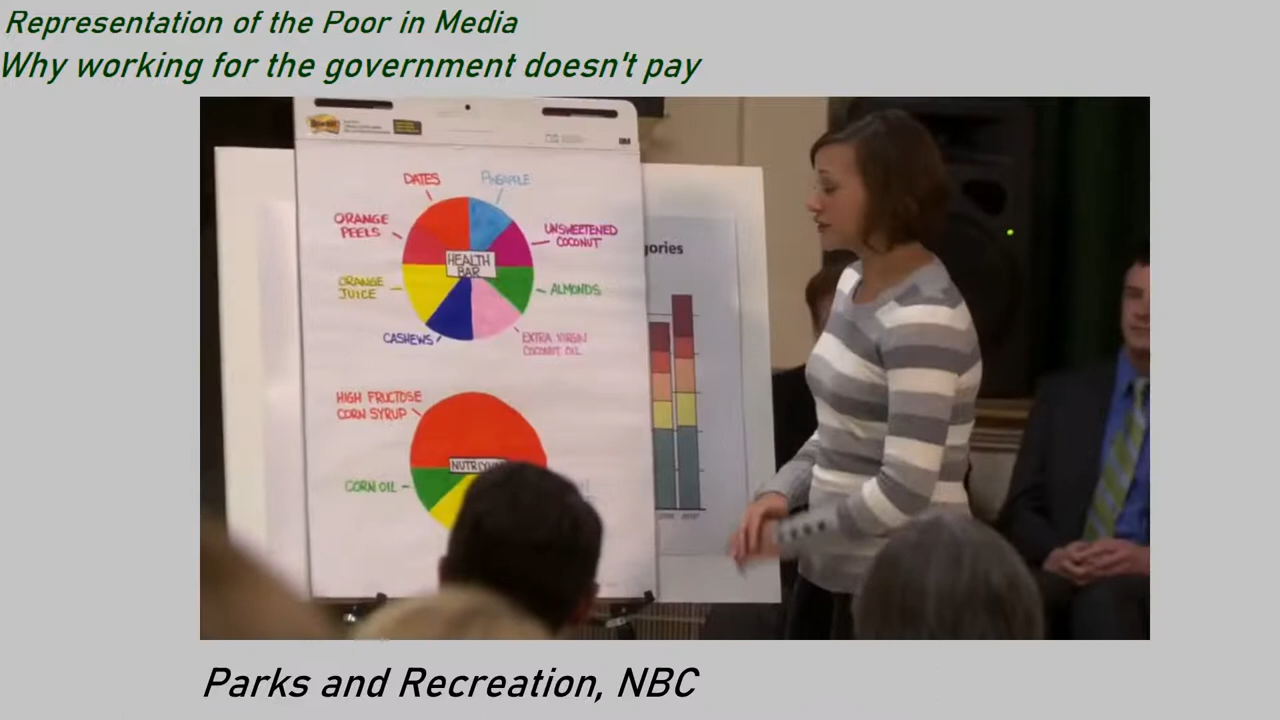 Representation of the Poor in Media
Why working for the government doesn't pay
DATES
PINEAPPLE
ORANGE
PEELS
UNSWEETENED
COCONUT
HEALTH
BAR
ORANGE
JUICE
ALMONDS
CASHEWS
EXTRA VIRGIN
COCONUT OIL
gories
HIGH FRUCTOSE
CORN SYRUP
CORN OIL
Parks and Recreation, NBC